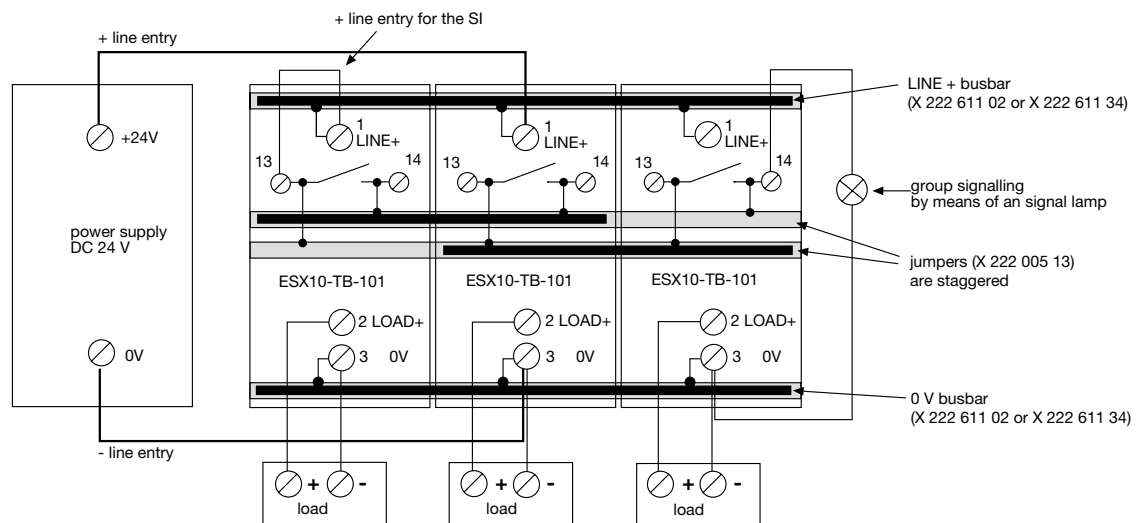 + line entry for the SI
+ line entry
LINE + busbar
(X 222 611 02 or X 222 611 34)
+24V
1
LINE+
1
LINE+
1
LINE+
13
14
13
14
13
14
group signalling
by means of an signal lamp
power supply
DC 24 V
jumpers (X 222 005 13)
are staggered
ESX10-TB-101
ESX10-TB-101
ESX10-TB-101
2 LOAD+
2 LOAD+
2 LOAD+
0V
3 0V
3 0V
3 0V
0 V busbar
(X 222 611 02 or X 222 611 34)
- line entry
+ -
load
+ -
load
+ -
load